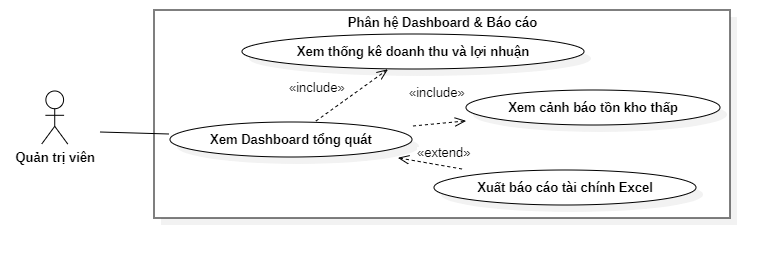 Phân hệ Dashboard & Báo cáo
Xem thống kê doanh thu và lợi nhuận
«include»
«include»
Xem cảnh báo tồn kho thấp
Xem Dashboard tổng quát
Quản trị viên
«extend»
Xuất báo cáo tài chính Excel